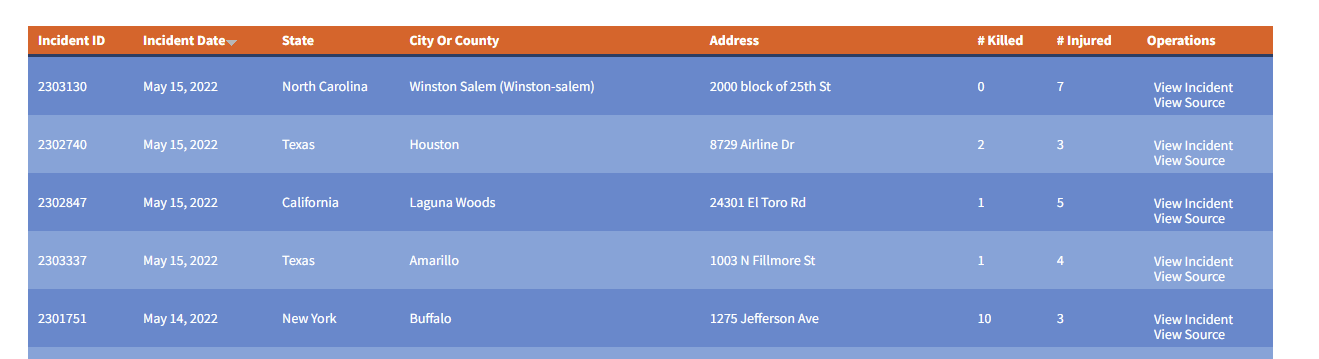 Incident ID Incident Date State City Or County Address # Killed # Injured Operations
2303130 May 15, 2022 North Carolina Winston Salem (Winston-salem) 2000 block of 25th St 0 7 View Incident
View Source
2302740 May 15, 2022 Texas Houston 8729 Airline Dr 2 3 View Incident
View Source
2302847 May 15, 2022 California Laguna Woods 24301 El Toro Rd 1 5 View Incident
View Source
2303337 May 15, 2022 Texas Amarillo 1003 N Fillmore St 1 4 View Incident
View Source
2301751 May 14, 2022 New York Buffalo 1275 Jefferson Ave 10 3 View Incident
View Source